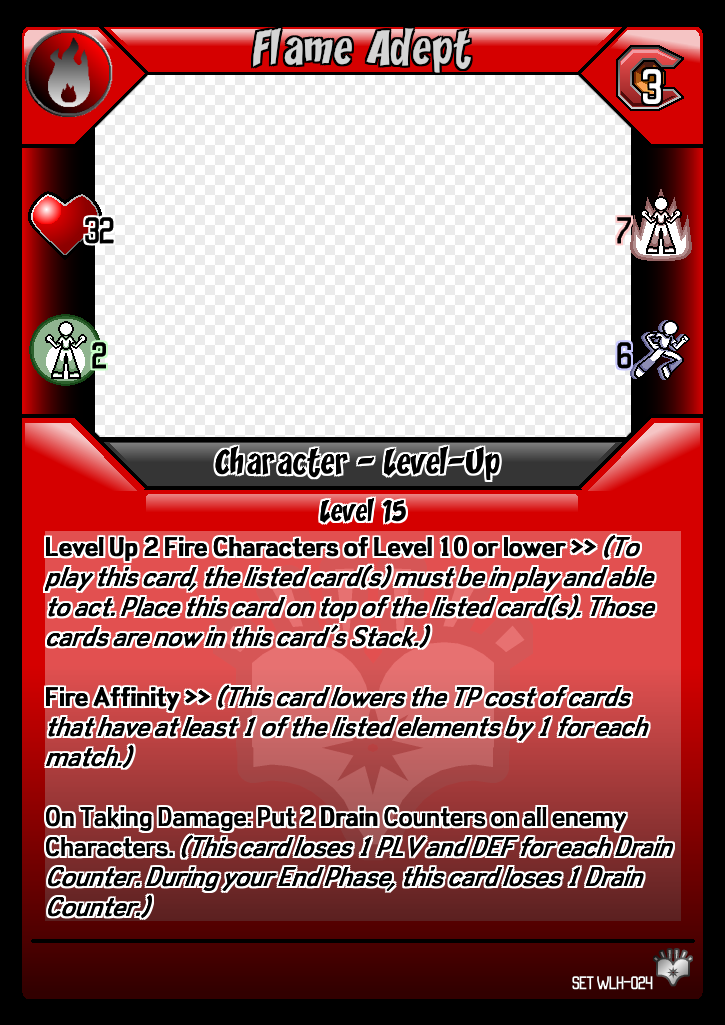 Flame Adept
3
32
7
2
6
Character - Level-Up
Level 15
Level Up 2 Fire Characters of Level 10 or lower >> (To
play this card, the listed card(s) must be in play and able
to act. Place this card on top of the listed card(s). Those
cards are now in this card's Stack.)
Fire Affinity >> (This card lowers the TP cost of cards
that have at least 1 of the listed elements by 1 for each
match.)
On Taking Damage: Put 2 Drain Counters on all enemy
Characters. (This card loses 1 PLV and DEF for each Drain
Counter. During your End Phase, this card loses 1 Drain
Counter.)
SET WLH-024